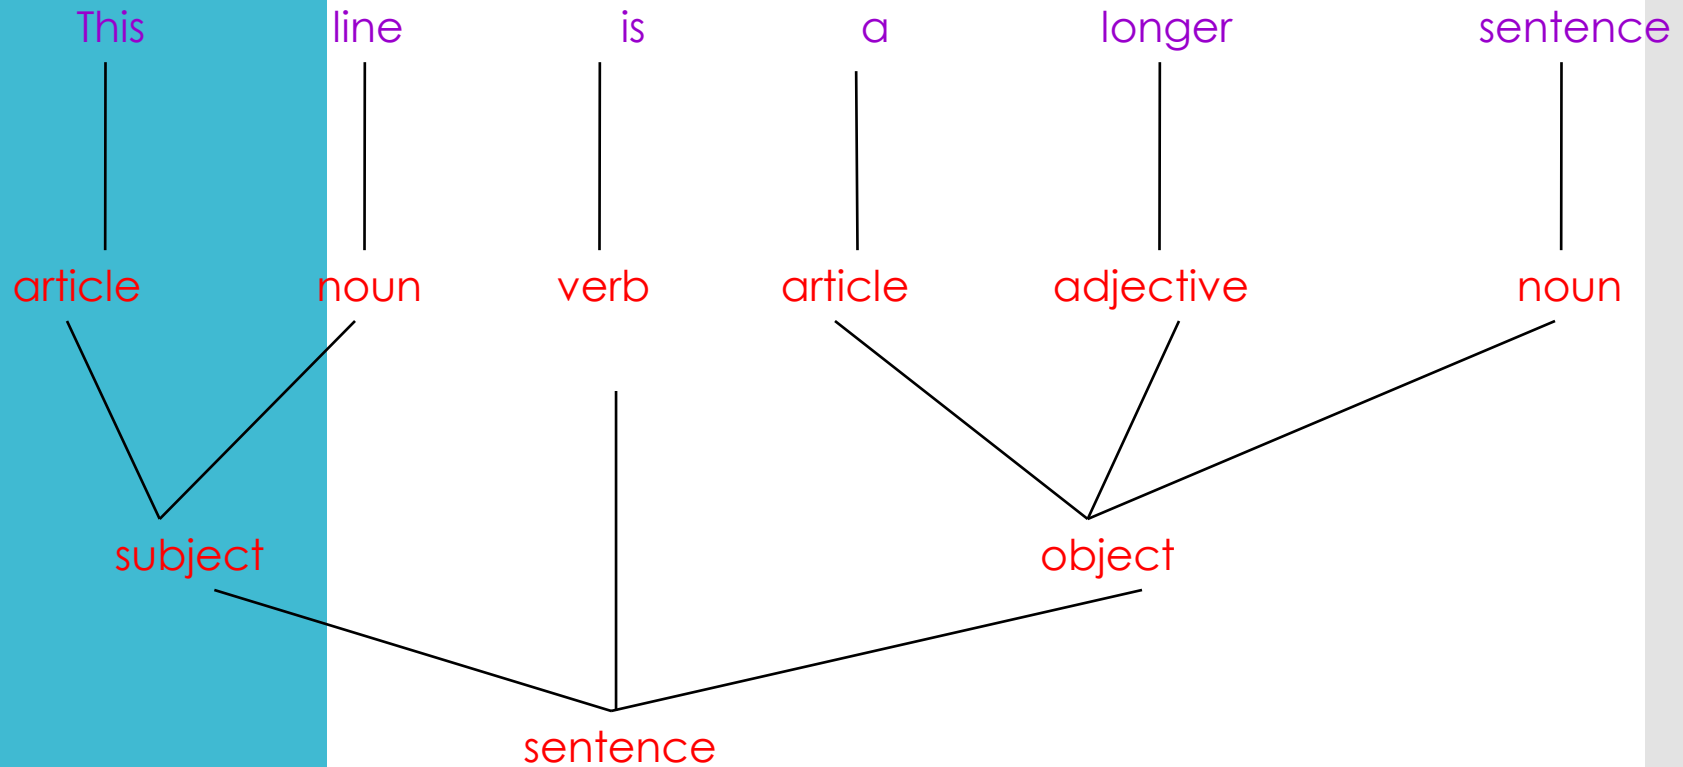 This line is a longer sentence
article noun verb article adjective noun
subject object
sentence